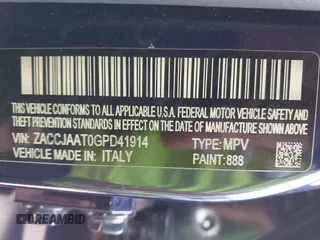 THIS VEHICLE CONFORMS TO ALL APPLICABLE U.S.A. FEDERAL MOTOR VEHICLE SAFETY AND
THEFT PREVENTION STANDARDS IN EFFECT ON THE DATE OF MANUFACTURE SHOWN ABOVE
VIN: ZACCJAAT0GPD41914 TYPE: MPV
VEHICLE MADE IN: ITALY PAINT: 888
DREAMBID